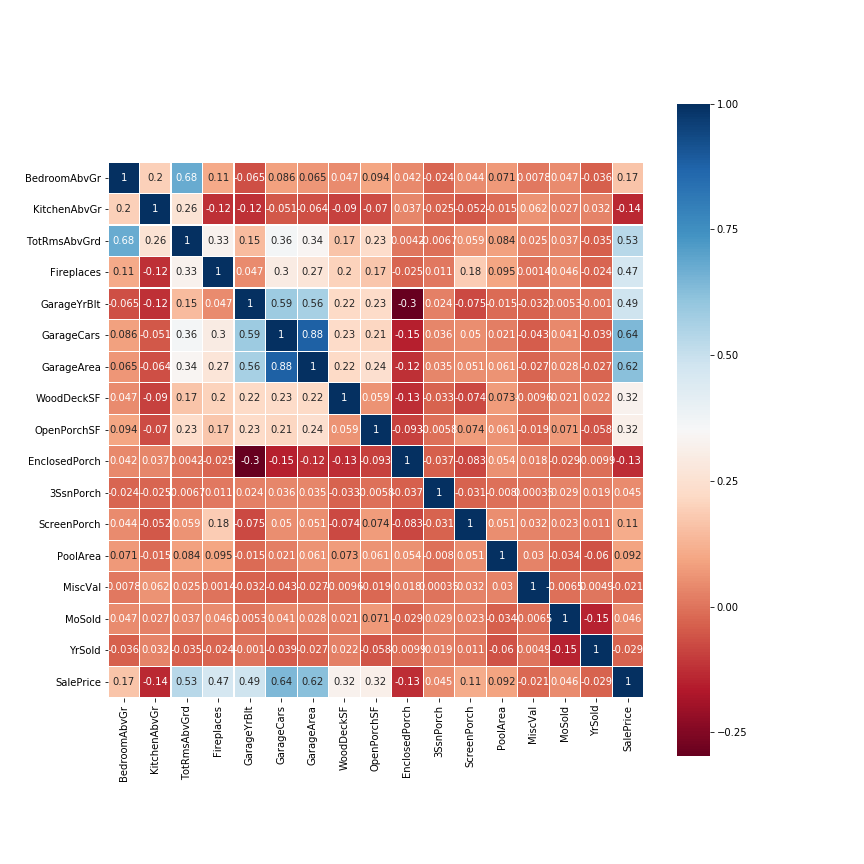 1.00
BedroomAbvGr 1 0.2 0.68 0.11 -0.065 0.086 0.065 0.047 0.094 0.042 -0.024 0.044 0.071 0.0078 0.047 -0.036 0.17
KitchenAbvGr 0.2 1 0.26 -0.12 -0.12 -0.051 -0.064 -0.09 -0.07 0.037 -0.025 -0.052 -0.015 0.062 0.027 0.032 -0.14
0.75
TotRmsAbvGrd 0.68 0.26 1 0.33 0.15 0.36 0.34 0.17 0.23 0.0042 -0.0067 0.059 0.084 0.025 0.037 -0.035 0.53
Fireplaces 0.11 -0.12 0.33 1 0.047 0.3 0.27 0.2 0.17 -0.025 0.011 0.18 0.095 0.0014 0.046 -0.024 0.47
GarageYrBlt -0.065 -0.12 0.15 0.047 1 0.59 0.56 0.22 0.23 -0.3 0.024 -0.075 -0.015 -0.032 0.0053 -0.001 0.49
GarageCars 0.086 -0.051 0.36 0.3 0.59 1 0.88 0.23 0.21 -0.15 0.036 0.05 0.021 -0.043 0.041 -0.039 0.64
0.50
GarageArea 0.065 -0.064 0.34 0.27 0.56 0.88 1 0.22 0.24 -0.12 0.035 0.051 0.061 -0.027 0.028 -0.027 0.62
WoodDeckSF 0.047 -0.09 0.17 0.2 0.22 0.23 0.22 1 0.059 -0.13 -0.033 -0.074 0.073 -0.0096 0.021 0.022 0.32
OpenPorchSF 0.094 -0.07 0.23 0.17 0.23 0.21 0.24 0.059 1 -0.093 -0.0058 0.074 0.061 -0.019 0.071 -0.058 0.32
EnclosedPorch 0.042 0.037 0.0042 -0.025 -0.3 -0.15 -0.12 -0.13 -0.093 1 -0.037 -0.083 0.054 0.018 -0.029 -0.0099 -0.13
0.25
3SsnPorch -0.024 -0.025 -0.0067 0.011 0.024 0.036 0.035 -0.033 -0.0058 -0.037 1 -0.031 -0.008 0.00035 0.029 0.019 0.045
ScreenPorch 0.044 -0.052 0.059 0.18 -0.075 0.05 0.051 -0.074 0.074 -0.083 -0.031 1 0.051 0.032 0.023 0.011 0.11
PoolArea 0.071 -0.015 0.084 0.095 -0.015 0.021 0.061 0.073 0.061 0.054 -0.008 0.051 1 0.03 -0.034 -0.06 0.092
MiscVal 0.0078 0.062 0.025 0.0014 -0.032 -0.043 -0.027 -0.0096 -0.019 0.018 0.00035 0.032 0.03 1 -0.0065 0.0049 -0.021
0.00
MoSold 0.047 0.027 0.037 0.046 0.0053 0.041 0.028 0.021 0.071 -0.029 0.029 0.023 -0.034 -0.0065 1 -0.15 0.046
YrSold -0.036 0.032 -0.035 -0.024 -0.001 -0.039 -0.027 0.022 -0.058 -0.0099 0.019 0.011 -0.06 0.0049 -0.15 1 -0.029
SalePrice 0.17 -0.14 0.53 0.47 0.49 0.64 0.62 0.32 0.32 -0.13 0.045 0.11 0.092 -0.021 0.046 -0.029 1
−0.25
BedroomAbvGr
KitchenAbvGr
TotRmsAbvGrd
Fireplaces
GarageYrBlt
GarageCars
GarageArea
WoodDeckSF
OpenPorchSF
EnclosedPorch
3SsnPorch
ScreenPorch
PoolArea
MiscVal
MoSold
YrSold
SalePrice